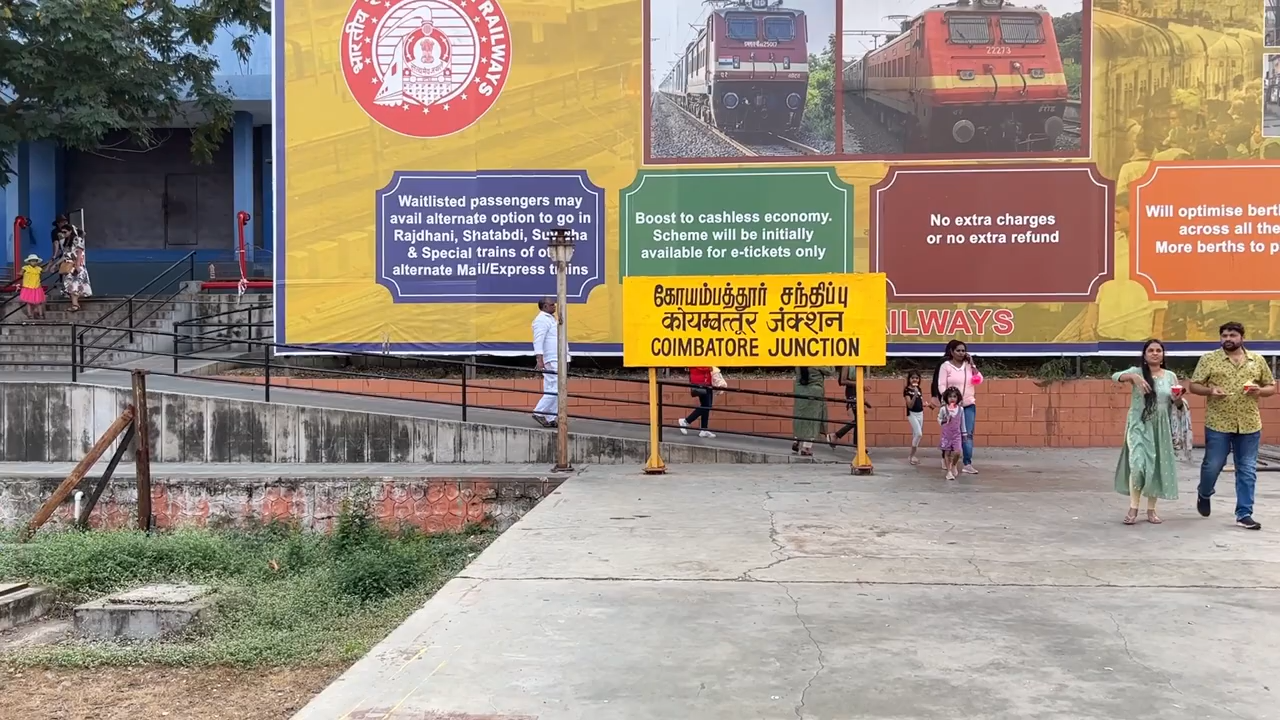 भारतीय
RAILWAYS
22273
Waitlisted passengers may
avail alternate option to go in
Rajdhani, Shatabdi,
& Special trains of
alternate Mail/Express trains
Boost to cashless economy.
Scheme will be initially
available for e-tickets only
No extra charges
or no extra refund
Will optimise
across all
More berths to
கோயம்பத்தூர் சந்திப்பு
कोयम्बत्तूर जंक्शन
COIMBATORE JUNCTION
AILWAYS